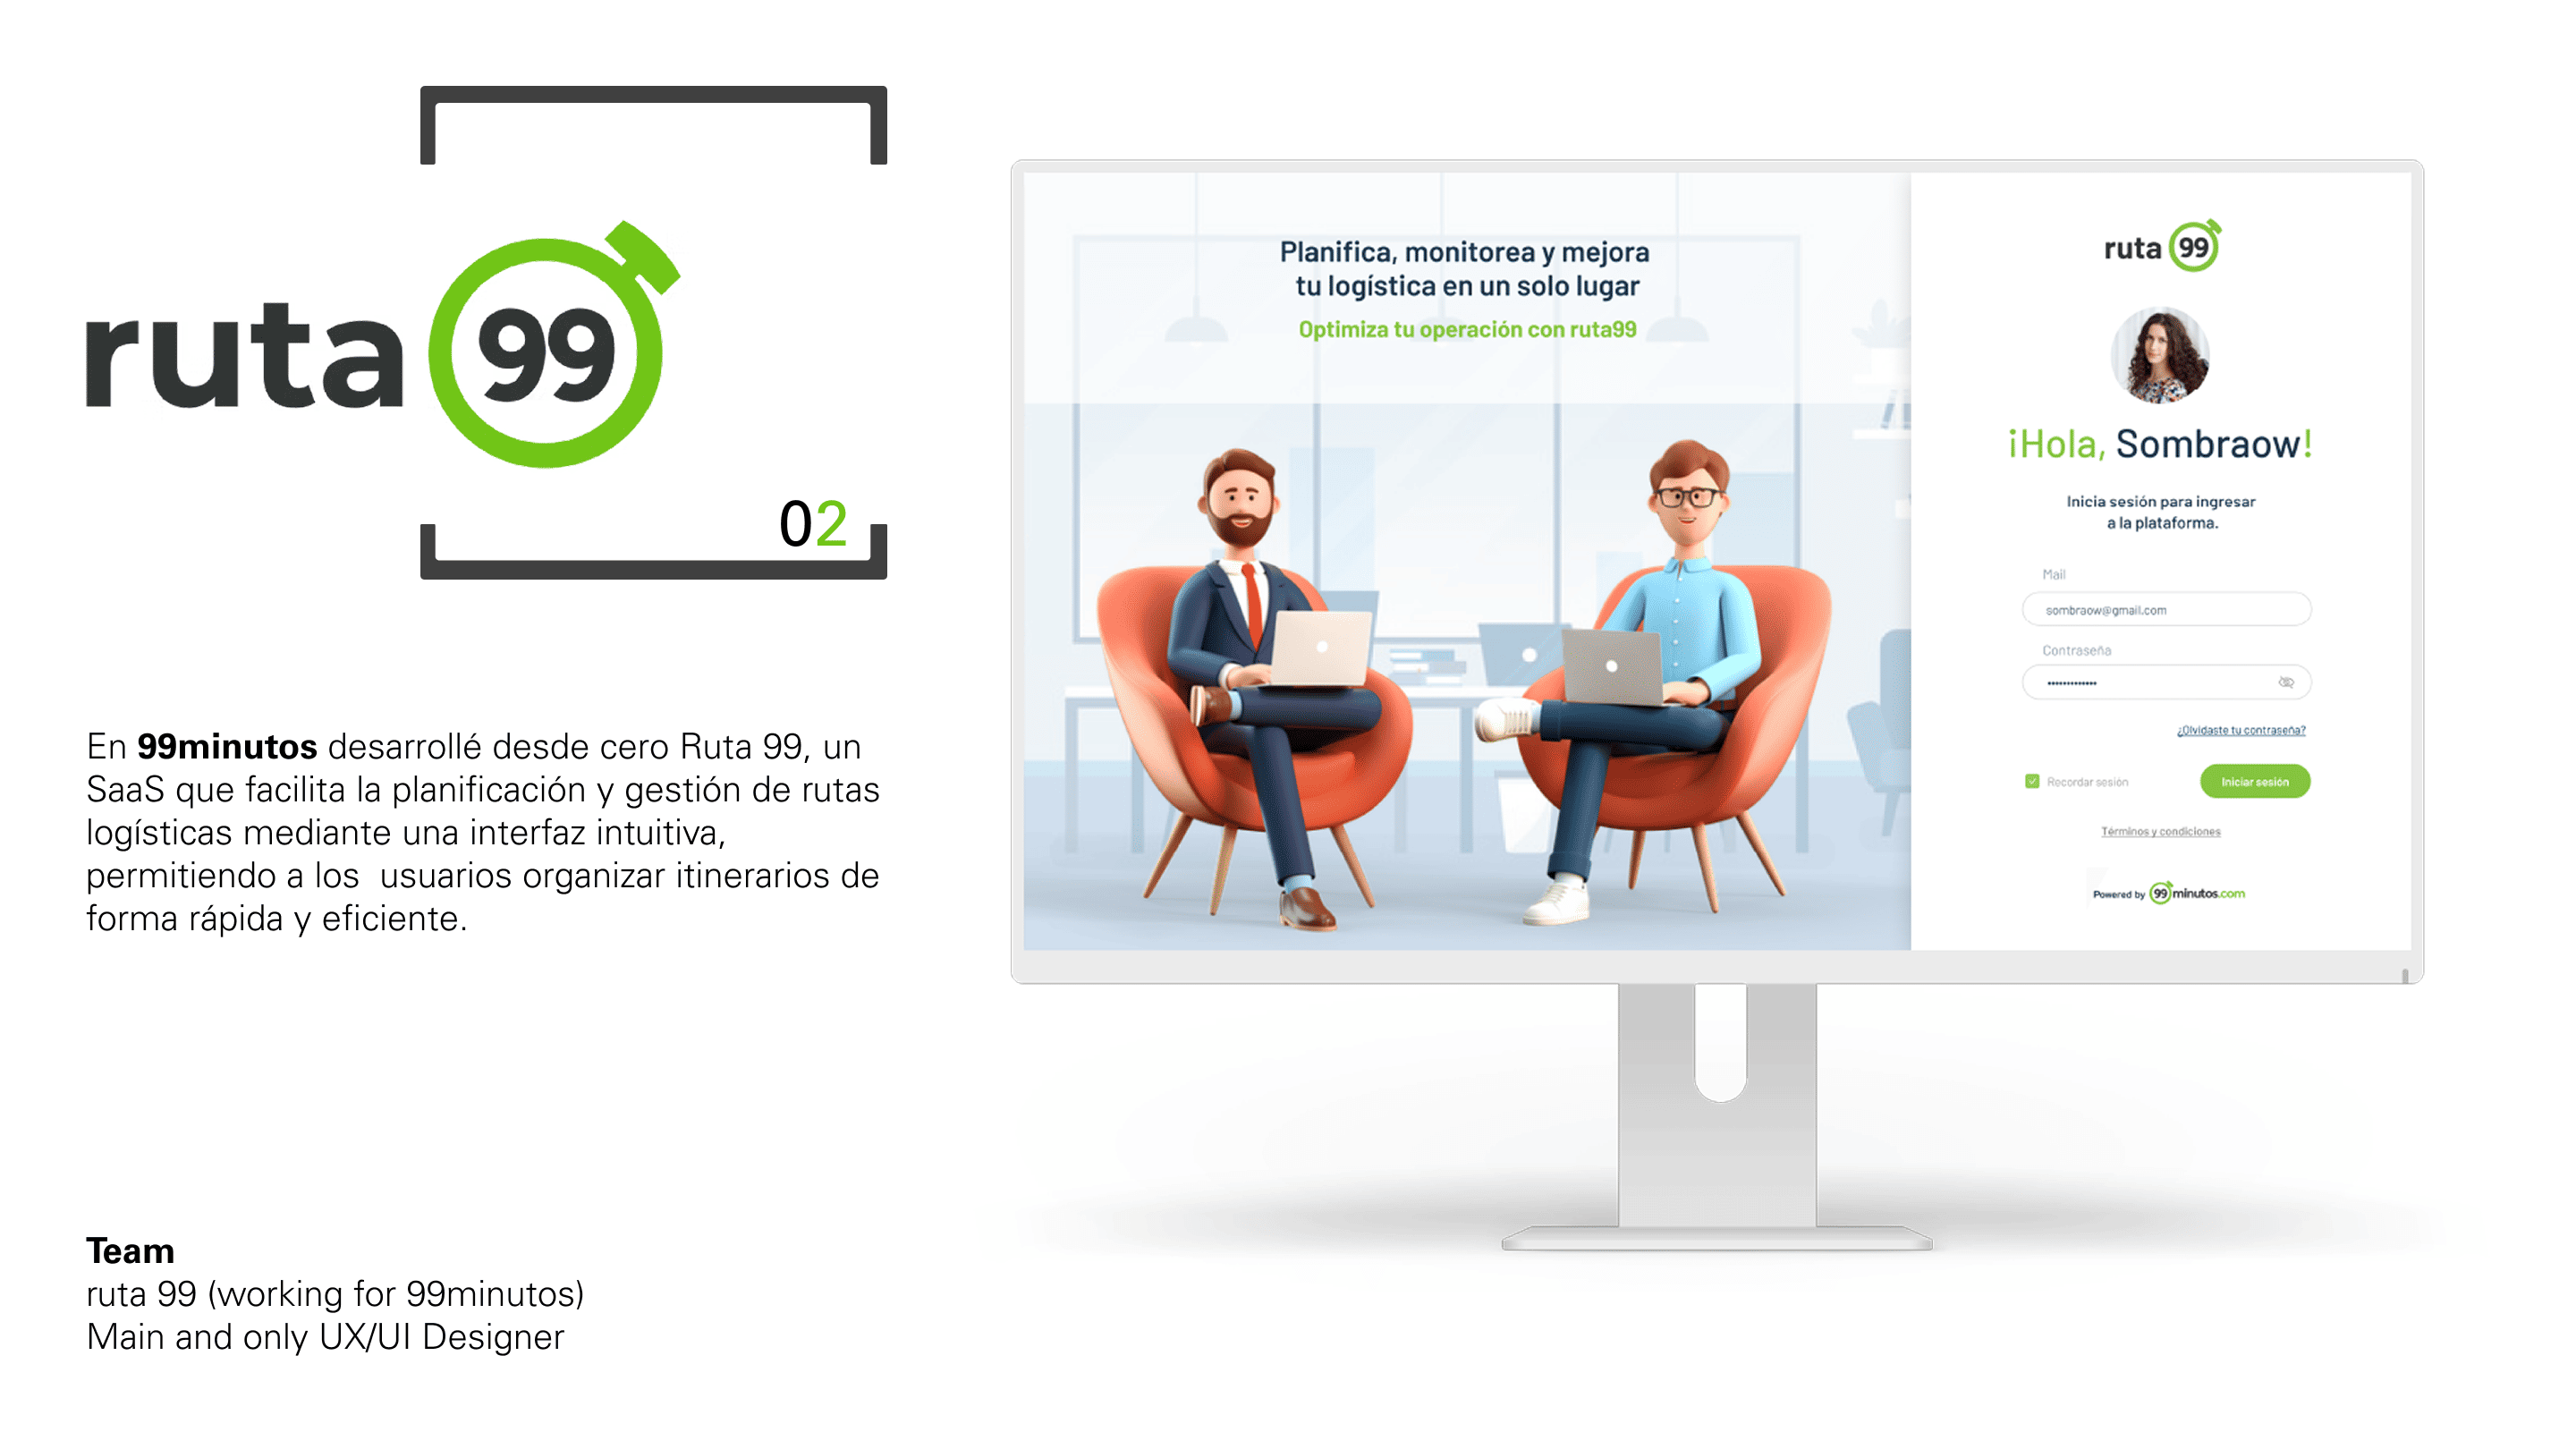 ruta 99
02
En 99minutos desarrollé desde cero Ruta 99, un
SaaS que facilita la planificación y gestión de rutas
logísticas mediante una interfaz intuitiva,
permitiendo a los  usuarios organizar itinerarios de
forma rápida y eficiente.
Team
ruta 99 (working for 99minutos)
Main and only UX/UI Designer
Planifica, monitorea y mejora
tu logística en un solo lugar
Optimiza tu operación con ruta99
ruta 99
¡Hola, Sombraow!
Inicia sesión para ingresar
a la plataforma.
Mail
sombraow@gmail.com
Contraseña
•••••••••••••
¿Olvidaste tu contraseña?
Recordar sesión
Iniciar sesión
Términos y condiciones
Powered by 99minutos.com